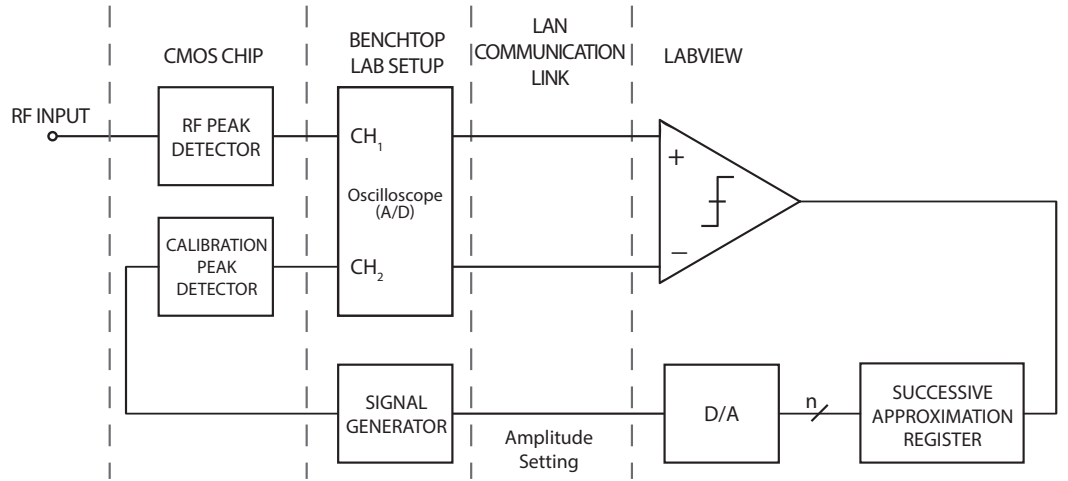 CMOS CHIP
BENCHTOP
LAB SETUP
LAN
COMMUNICATION
LINK
LABVIEW
RF INPUT
RF PEAK
DETECTOR
CH1
Oscilloscope
(A/D)
CH2
CALIBRATION
PEAK
DETECTOR
+
−
SIGNAL
GENERATOR
Amplitude
Setting
D/A
n
SUCCESSIVE
APPROXIMATION
REGISTER